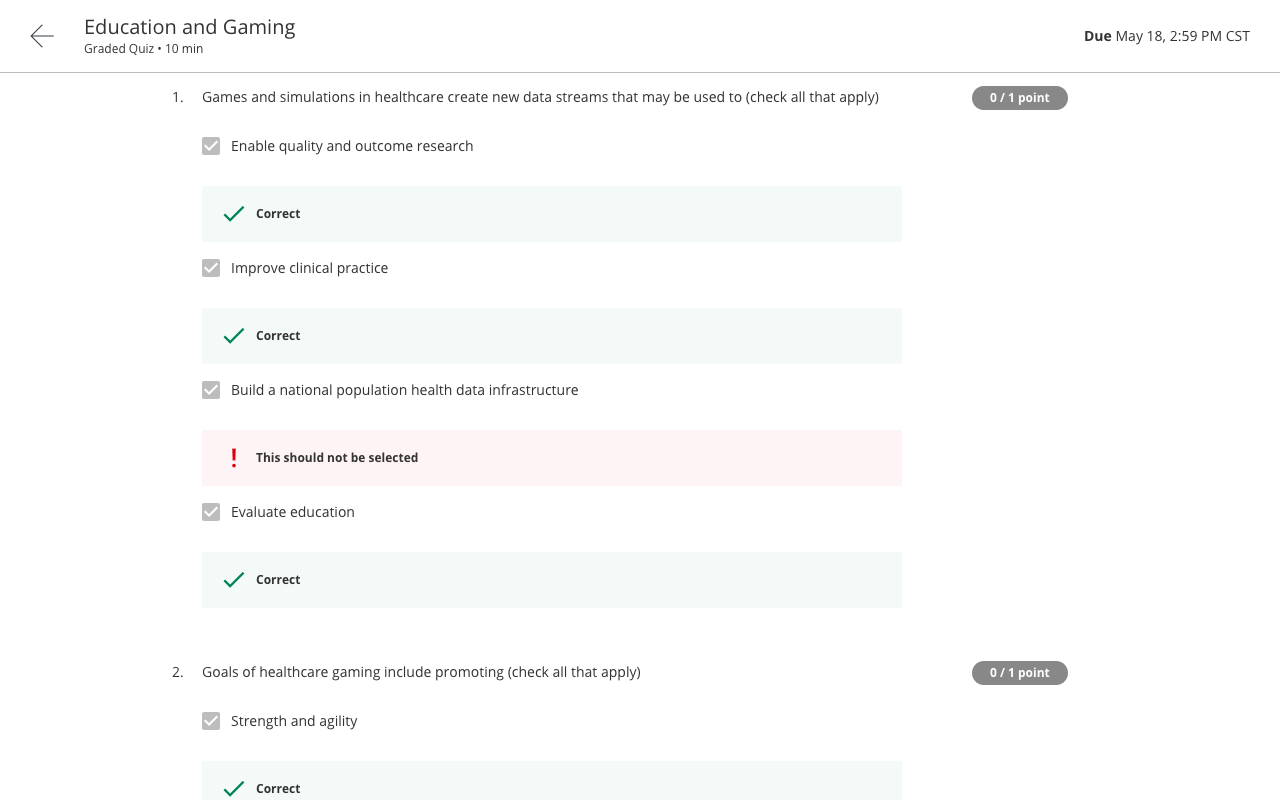 Education and Gaming
Graded Quiz • 10 min
Due May 18, 2:59 PM CST
1. Games and simulations in healthcare create new data streams that may be used to (check all that apply)
0 / 1 point
Enable quality and outcome research
Correct
Improve clinical practice
Correct
Build a national population health data infrastructure
This should not be selected
Evaluate education
Correct
2. Goals of healthcare gaming include promoting (check all that apply)
0 / 1 point
Strength and agility
Correct